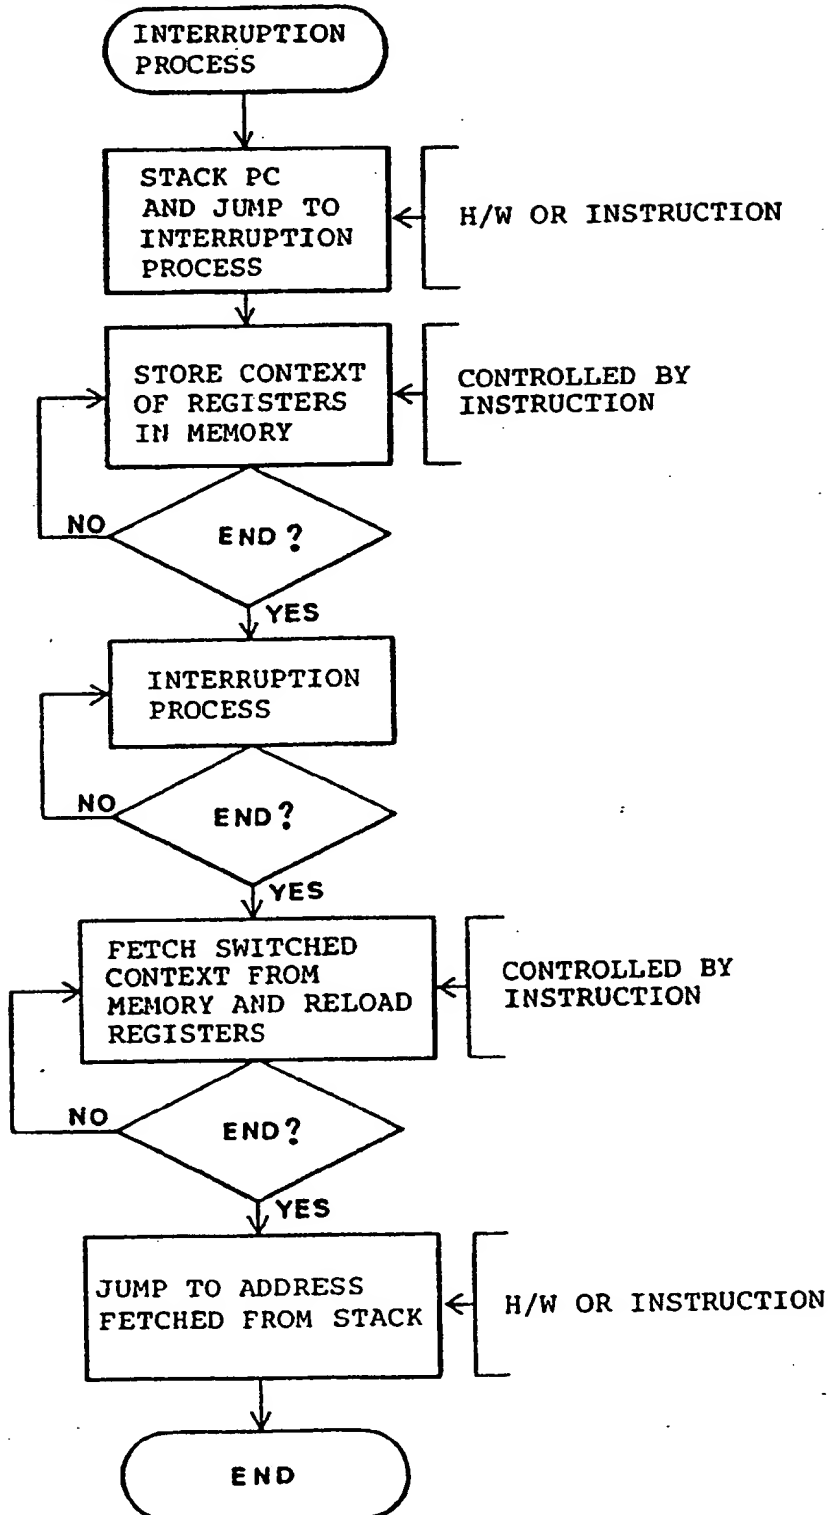 INTERRUPTION
PROCESS
STACK PC
AND JUMP TO
INTERRUPTION
PROCESS
H/W OR INSTRUCTION
STORE CONTEXT
OF REGISTERS
IN MEMORY
CONTROLLED BY
INSTRUCTION
END?
NO
YES
INTERRUPTION
PROCESS
END?
NO
YES
FETCH SWITCHED
CONTEXT FROM
MEMORY AND RELOAD
REGISTERS
CONTROLLED BY
INSTRUCTION
END?
NO
YES
JUMP TO ADDRESS
FETCHED FROM STACK
H/W OR INSTRUCTION
END